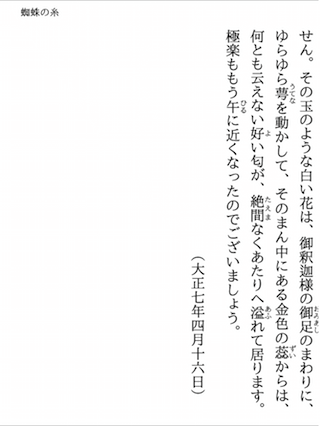 蜘蛛の糸
せん。その玉のような白い花は、御釈迦様の御足のまわりに、
ゆらゆら萼を動かして、そのまん中にある金色の蕊からは、
何とも云えない好い匂が、絶間なくあたりへ溢れて居ります。
極楽ももう午に近くなったのでございましょう。
（大正七年四月十六日）